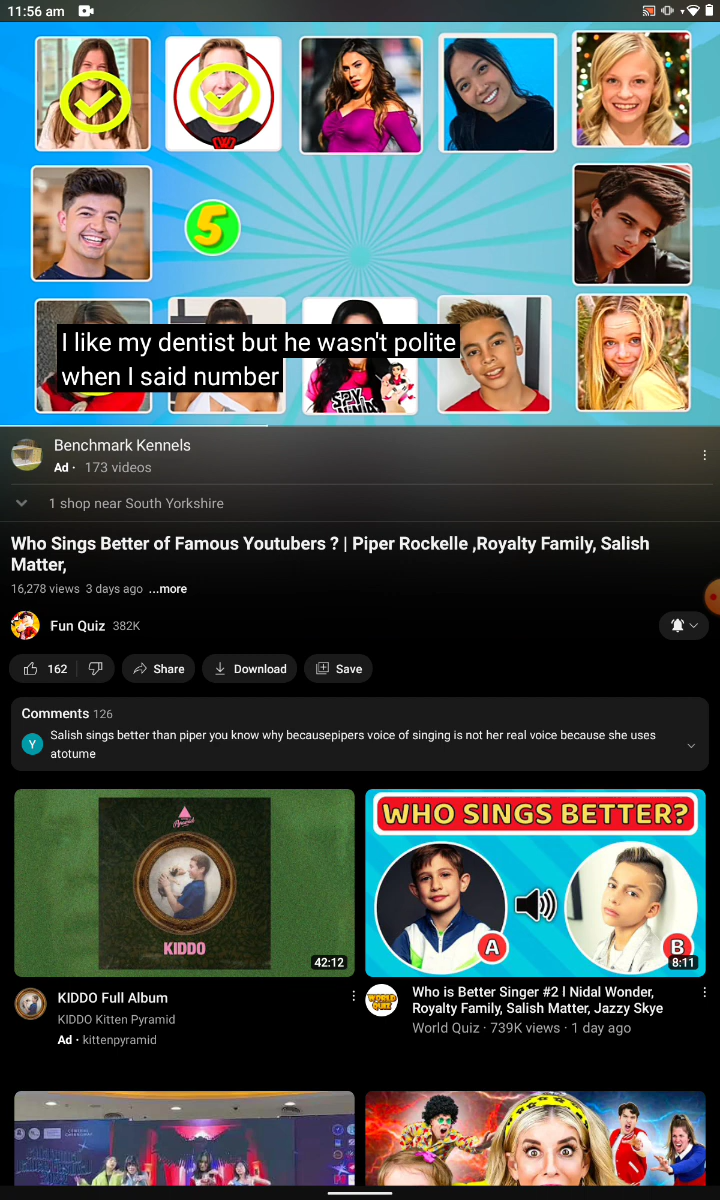 11:56 am
5
I like my dentist but he wasn't polite
when I said number
SPY
NINJA
Benchmark Kennels
Ad · 173 videos
1 shop near South Yorkshire
Who Sings Better of Famous Youtubers ? | Piper Rockelle ,Royalty Family, Salish
Matter,
16,278 views 3 days ago ...more
Fun Quiz 382K
162
Share
Download
Save
Comments 126
Y
Salish sings better than piper you know why becausepipers voice of singing is not her real voice because she uses
atotume
Pyramid
KIDDO
42:12
WHO SINGS BETTER?
A
B
8:11
KIDDO Full Album
KIDDO Kitten Pyramid
Ad · kittenpyramid
WORLD
QUIZ
Who is Better Singer #2 l Nidal Wonder,
Royalty Family, Salish Matter, Jazzy Skye
World Quiz · 739K views · 1 day ago